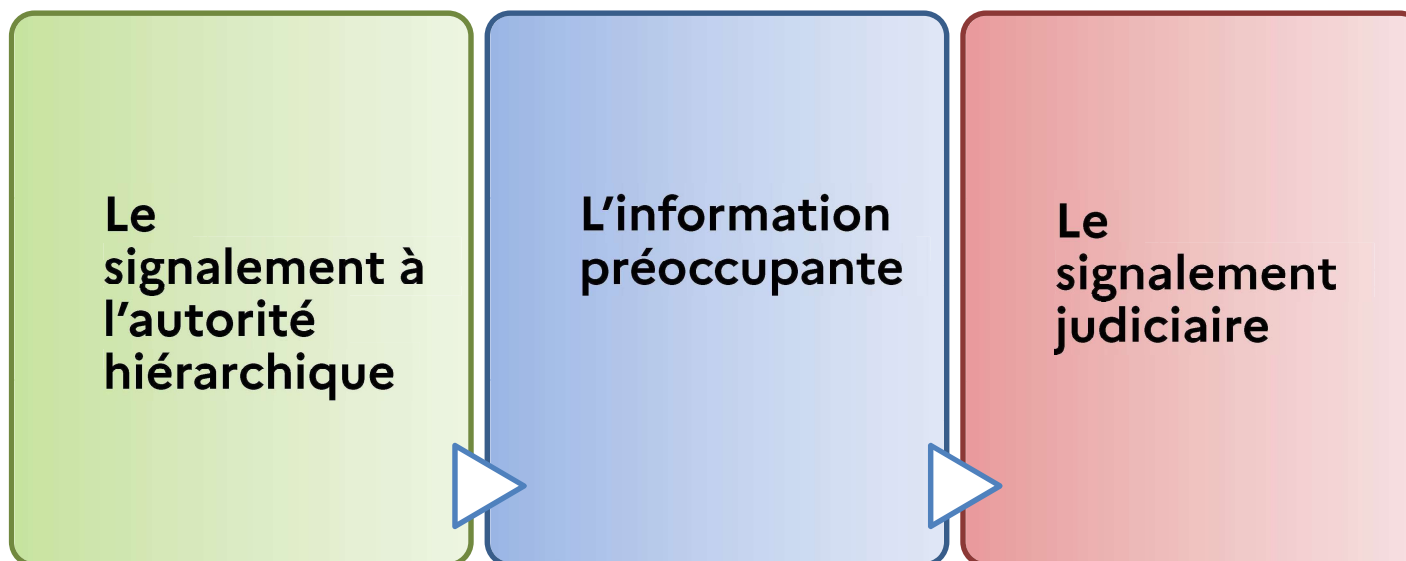 Le
signalement à
l’autorité
hiérarchique
L’information
préoccupante
Le
signalement
judiciaire